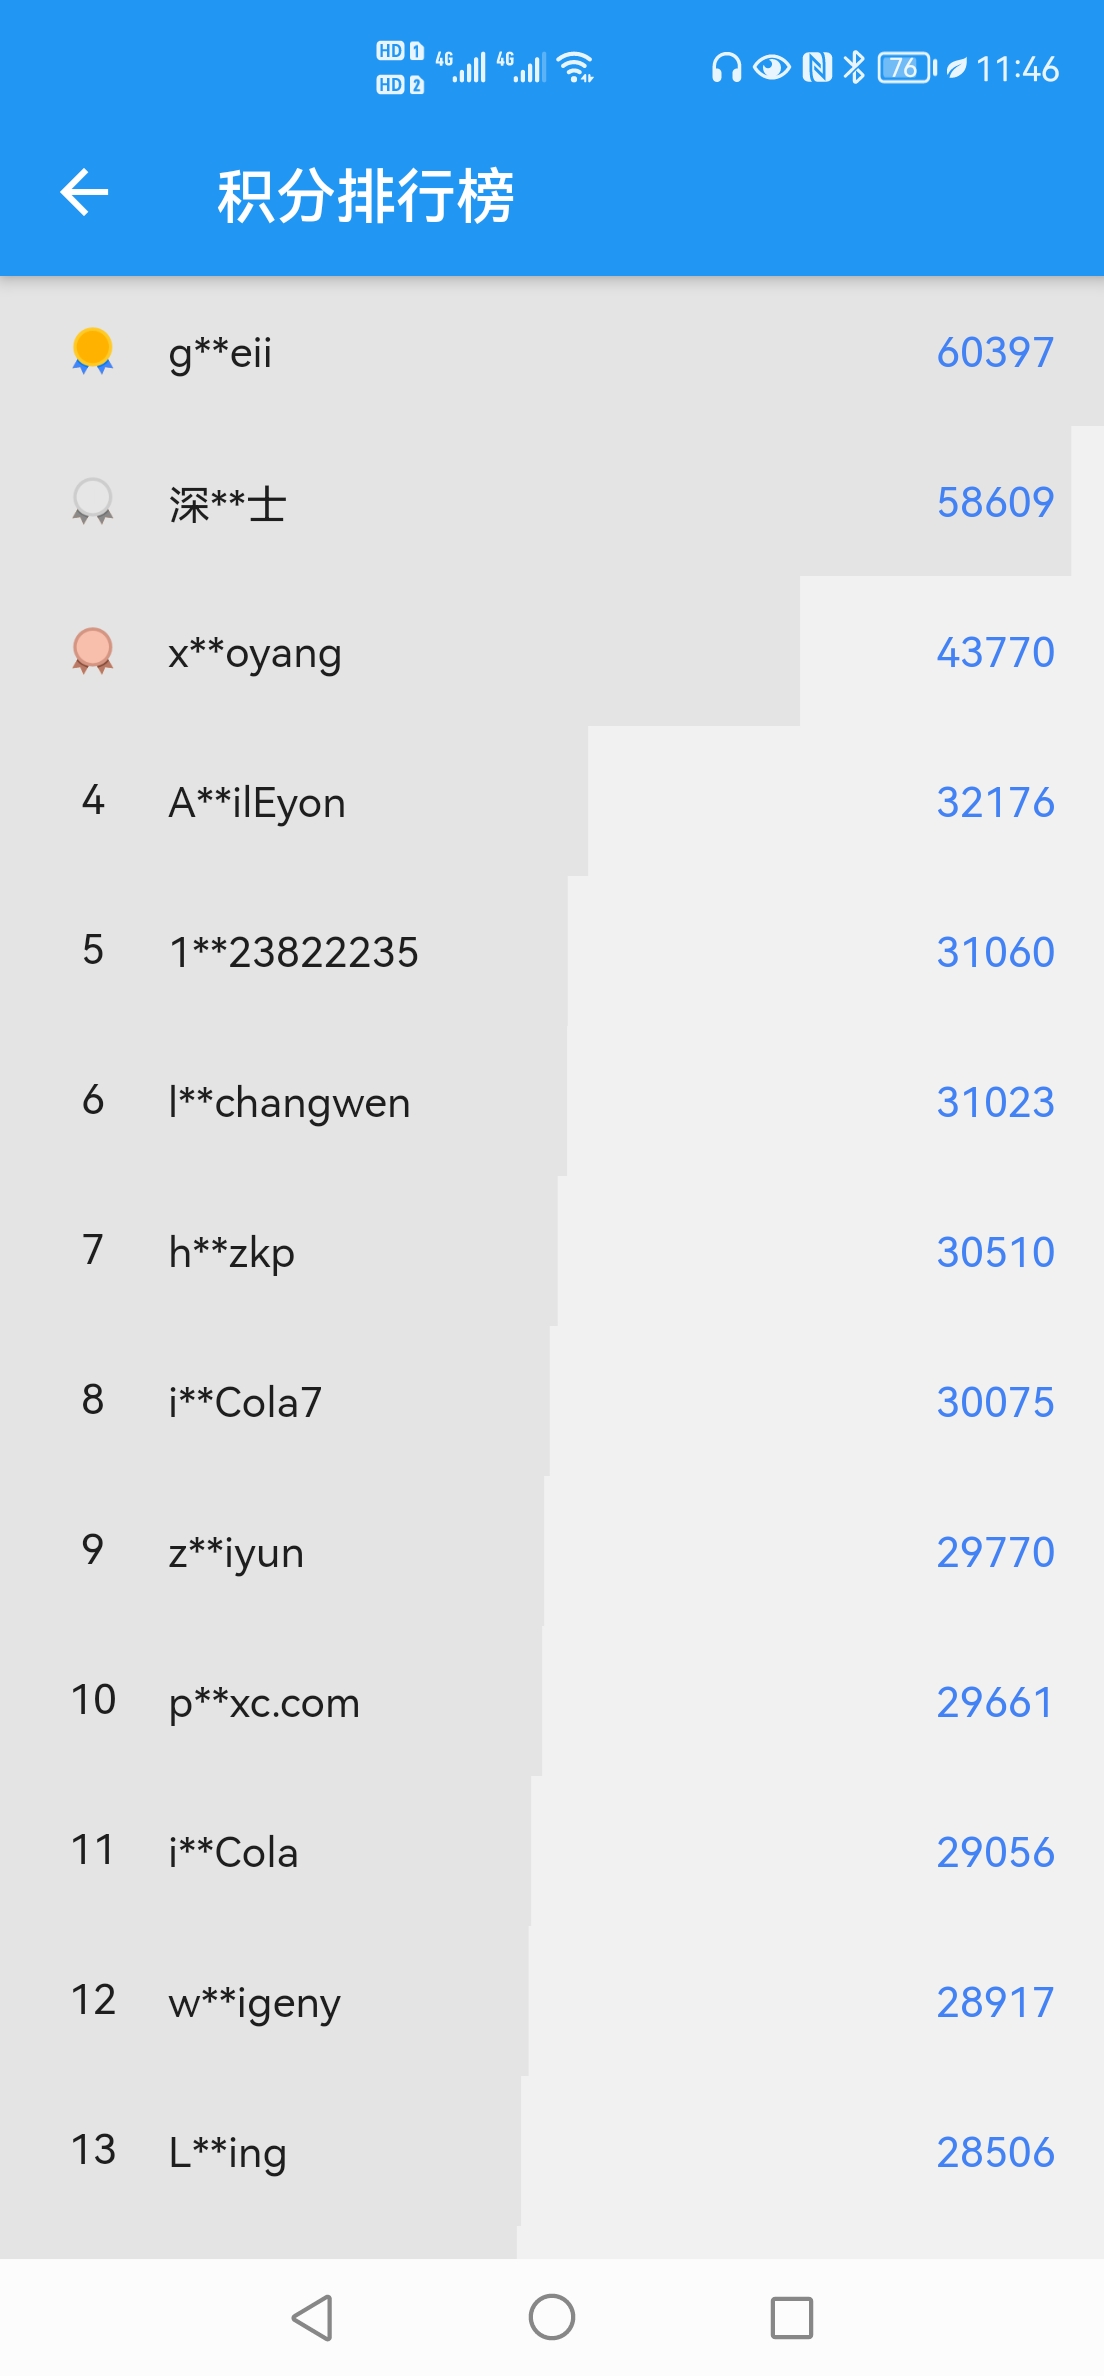 HD 1 4G 4G 76 11:46
HD 2
积分排行榜
g**eii 60397
深**士 58609
x**oyang 43770
4 A**ilEyon 32176
5 1**23822235 31060
6 l**changwen 31023
7 h**zkp 30510
8 i**Cola7 30075
9 z**iyun 29770
10 p**xc.com 29661
11 i**Cola 29056
12 w**igeny 28917
13 L**ing 28506